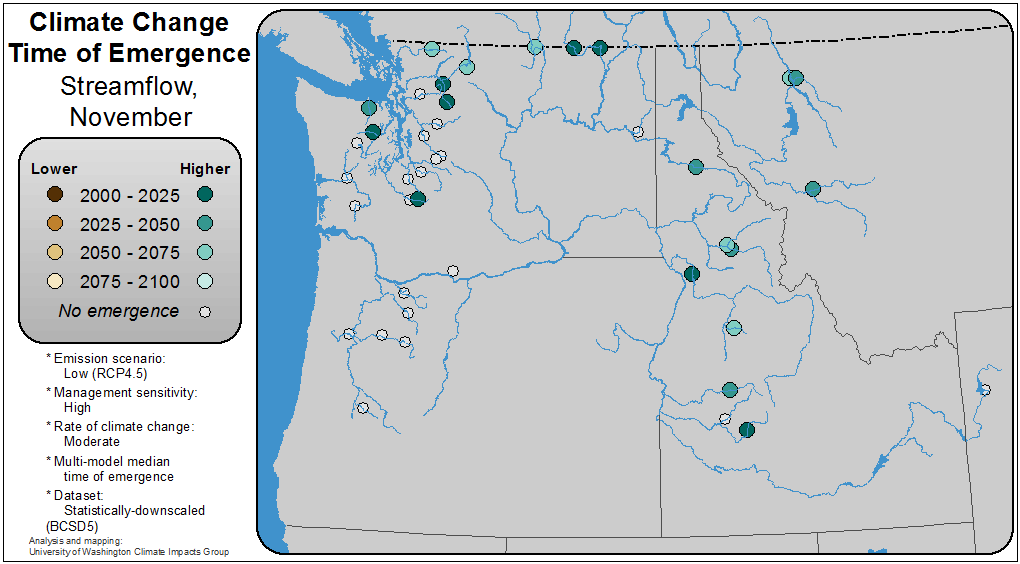 Climate Change
Time of Emergence
Streamflow,
November
Lower Higher
2000 - 2025
2025 - 2050
2050 - 2075
2075 - 2100
No emergence
* Emission scenario:
Low (RCP4.5)
* Management sensitivity:
High
* Rate of climate change:
Moderate
* Multi-model median
time of emergence
* Dataset:
Statistically-downscaled
(BCSD5)
Analysis and mapping:
University of Washington Climate Impacts Group